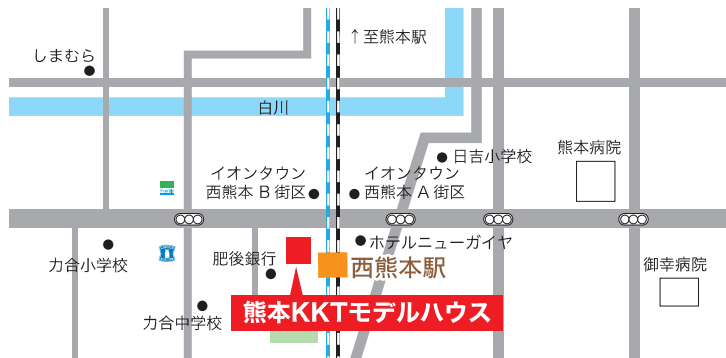 ↑至熊本駅
しまむら
白川
日吉小学校
熊本病院
イオンタウン
西熊本B街区
イオンタウン
西熊本A街区
ホテルニューガイヤ
力合小学校
肥後銀行
西熊本駅
御幸病院
熊本KKTモデルハウス
力合中学校